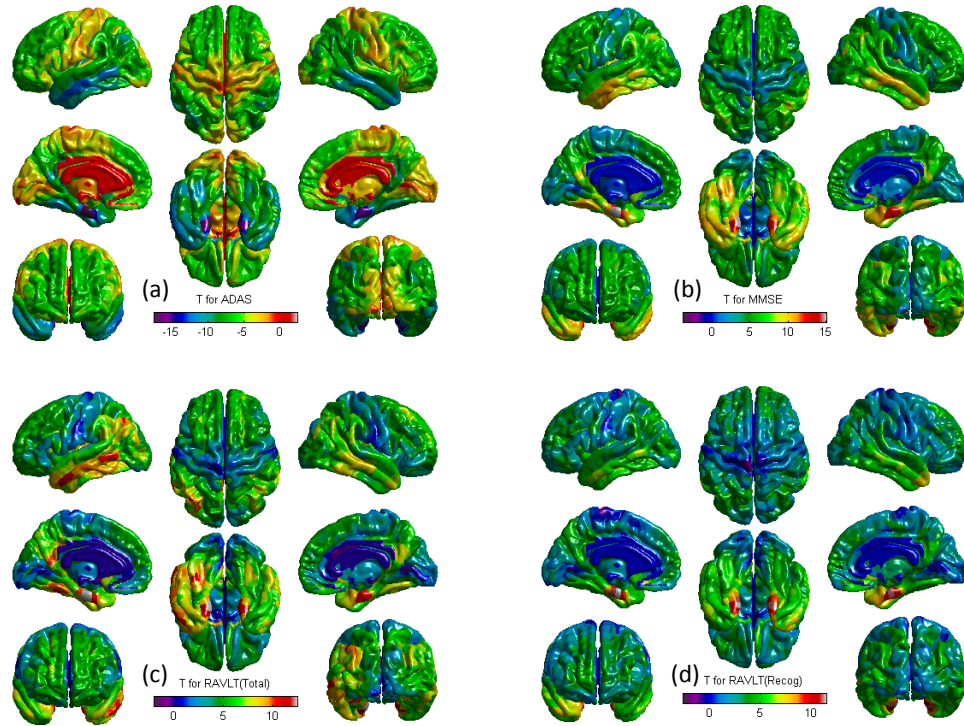 (a)
T for ADAS
-15 -10 -5 0
(b)
T for MMSE
0 5 10 15
(c)
T for RAVLT(Total)
0 5 10
(d)
T for RAVLT(Recog)
0 5 10